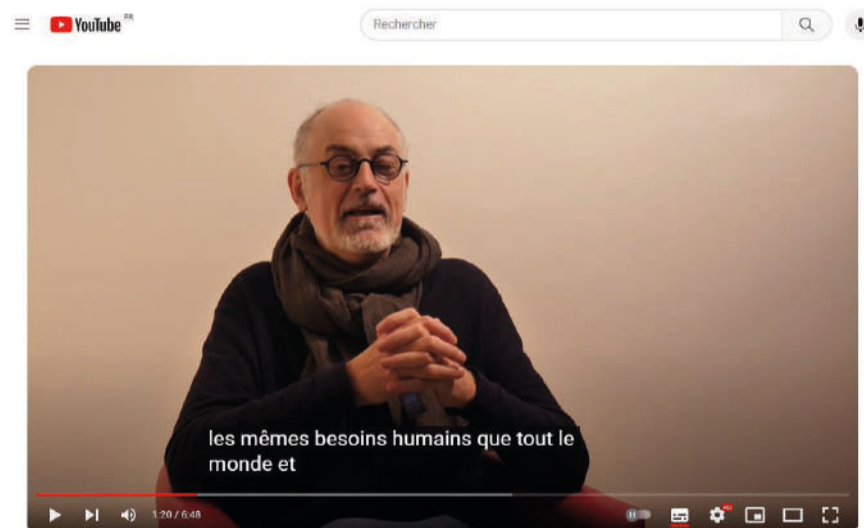 YouTube FR
Rechercher
les mêmes besoins humains que tout le
monde et
1:20 / 6:48